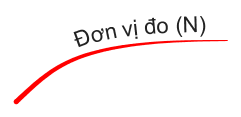 Đơn vị đo (N)